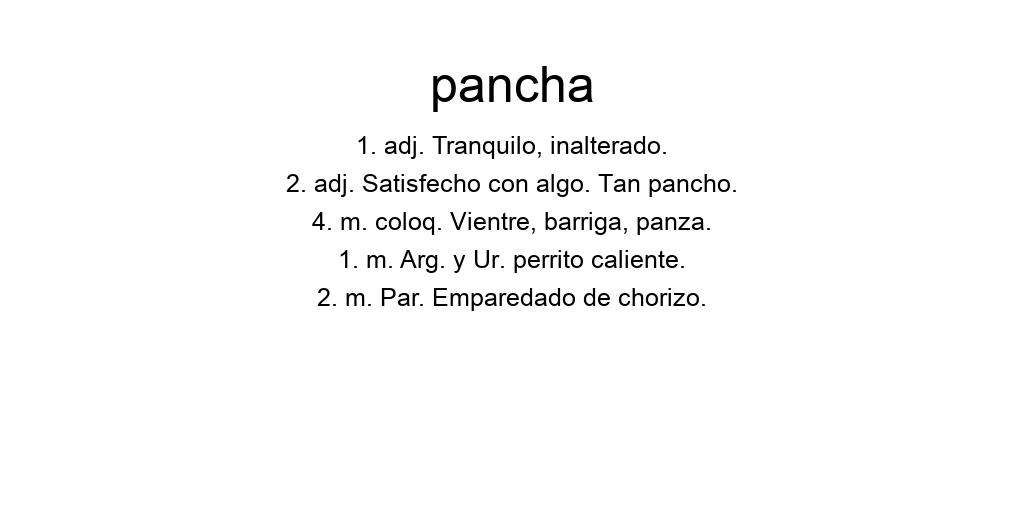 pancha
1. adj. Tranquilo, inalterado.
2. adj. Satisfecho con algo. Tan pancho.
4. m. coloq. Vientre, barriga, panza.
1. m. Arg. y Ur. perrito caliente.
2. m. Par. Emparedado de chorizo.